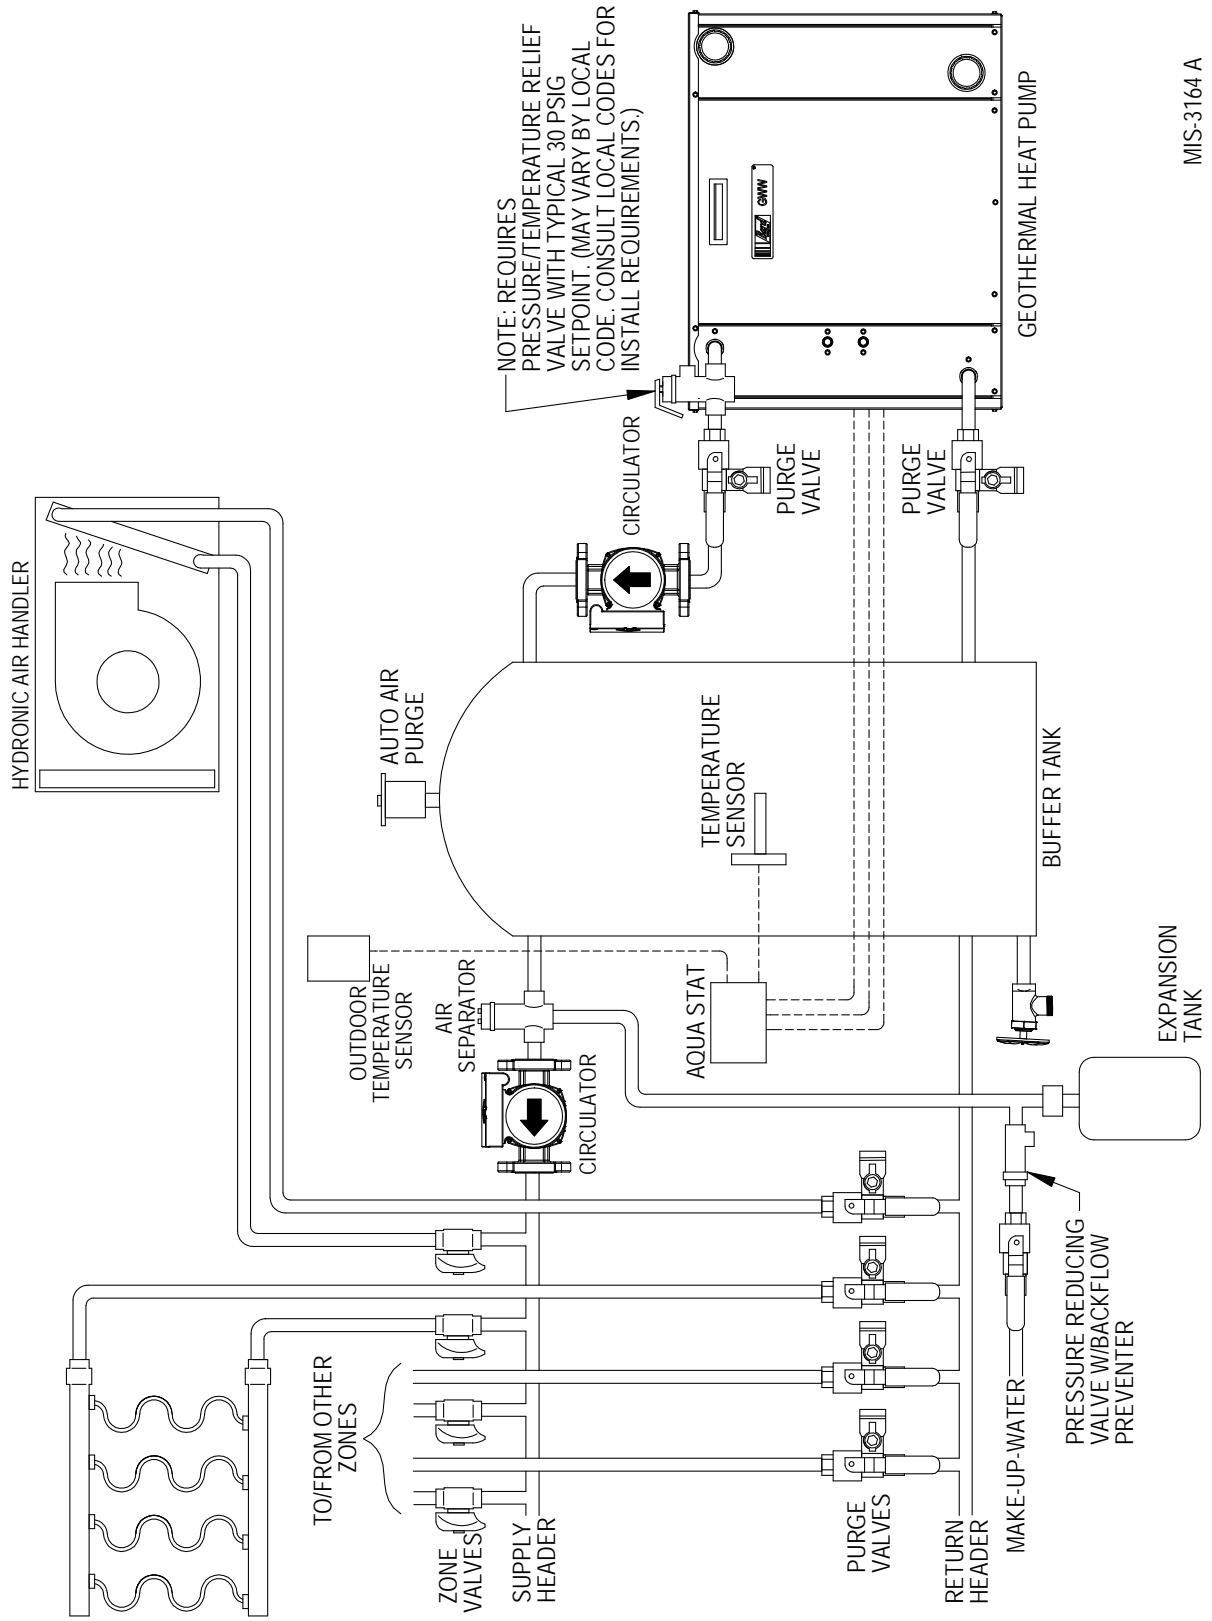 HYDRONIC AIR HANDLER
NOTE: REQUIRES
PRESSURE/TEMPERATURE RELIEF
VALVE WITH TYPICAL 30 PSIG
SETPOINT. (MAY VARY BY LOCAL
CODE. CONSULT LOCAL CODES FOR
INSTALL REQUIREMENTS.)
AUTO AIR
PURGE
CIRCULATOR
OUTDOOR
TEMPERATURE
SENSOR
AIR
SEPARATOR
CIRCULATOR
TO/FROM OTHER
ZONES
ZONE
VALVES
SUPPLY
HEADER
AQUA STAT
TEMPERATURE
SENSOR
PURGE
VALVE
PURGE
VALVE
GWW
GEOTHERMAL HEAT PUMP
BUFFER TANK
PURGE
VALVES
RETURN
HEADER
MAKE-UP-WATER
PRESSURE REDUCING
VALVE W/BACKFLOW
PREVENTER
EXPANSION
TANK
MIS-3164 A